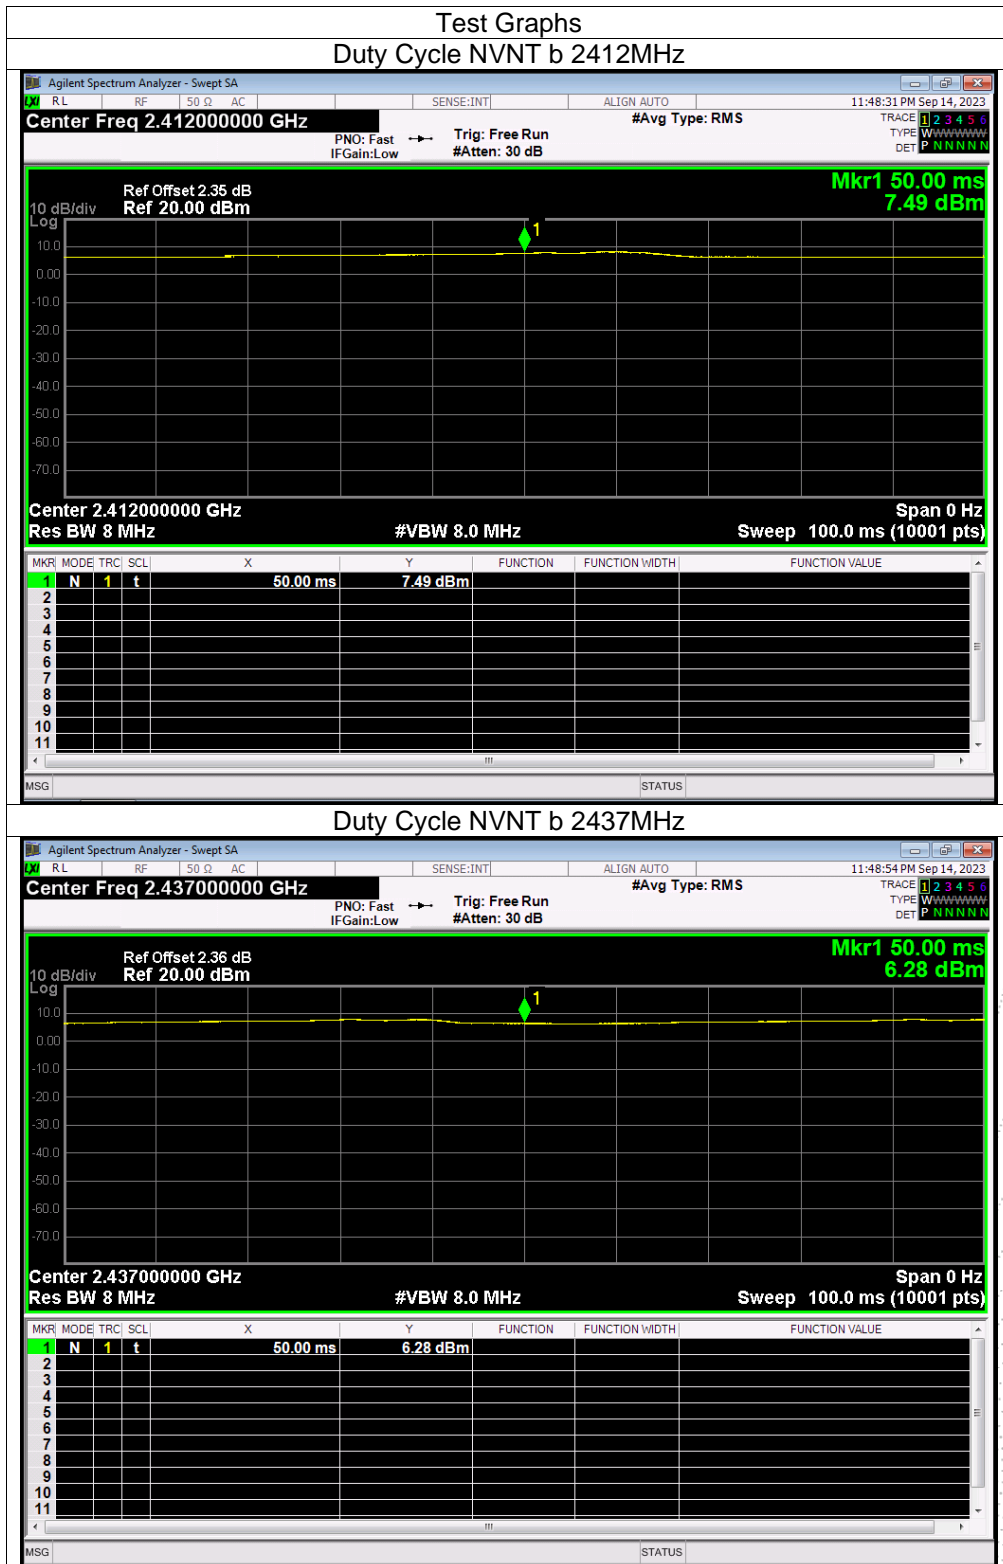 Test Graphs
Duty Cycle NVNT b 2412MHz
Agilent Spectrum Analyzer - Swept SA
LXI RL RF 50 Ω AC SENSE:INT ALIGN AUTO 11:48:31 PM Sep 14, 2023
Center Freq 2.412000000 GHz #Avg Type: RMS TRACE 1 2 3 4 5 6
PNO: Fast Trig: Free Run TYPE WWWWWW
IFGain:Low #Atten: 30 dB DET P N N N N N
Mkr1 50.00 ms
Ref Offset 2.35 dB 7.49 dBm
10 dB/div Ref 20.00 dBm
Log
1
10.0
0.00
-10.0
-20.0
-30.0
-40.0
-50.0
-60.0
-70.0
Center 2.412000000 GHz Span 0 Hz
Res BW 8 MHz #VBW 8.0 MHz Sweep 100.0 ms (10001 pts)
MKR MODE TRC SCL X Y FUNCTION FUNCTION WIDTH FUNCTION VALUE
1 N 1 t 50.00 ms 7.49 dBm
2
3
4
5
6
7
8
9
10
11
MSG STATUS
Duty Cycle NVNT b 2437MHz
Agilent Spectrum Analyzer - Swept SA
LXI RL RF 50 Ω AC SENSE:INT ALIGN AUTO 11:48:54 PM Sep 14, 2023
Center Freq 2.437000000 GHz #Avg Type: RMS TRACE 1 2 3 4 5 6
PNO: Fast Trig: Free Run TYPE WWWWWW
IFGain:Low #Atten: 30 dB DET P N N N N N
Mkr1 50.00 ms
Ref Offset 2.36 dB 6.28 dBm
10 dB/div Ref 20.00 dBm
Log
1
10.0
0.00
-10.0
-20.0
-30.0
-40.0
-50.0
-60.0
-70.0
Center 2.437000000 GHz Span 0 Hz
Res BW 8 MHz #VBW 8.0 MHz Sweep 100.0 ms (10001 pts)
MKR MODE TRC SCL X Y FUNCTION FUNCTION WIDTH FUNCTION VALUE
1 N 1 t 50.00 ms 6.28 dBm
2
3
4
5
6
7
8
9
10
11
MSG STATUS